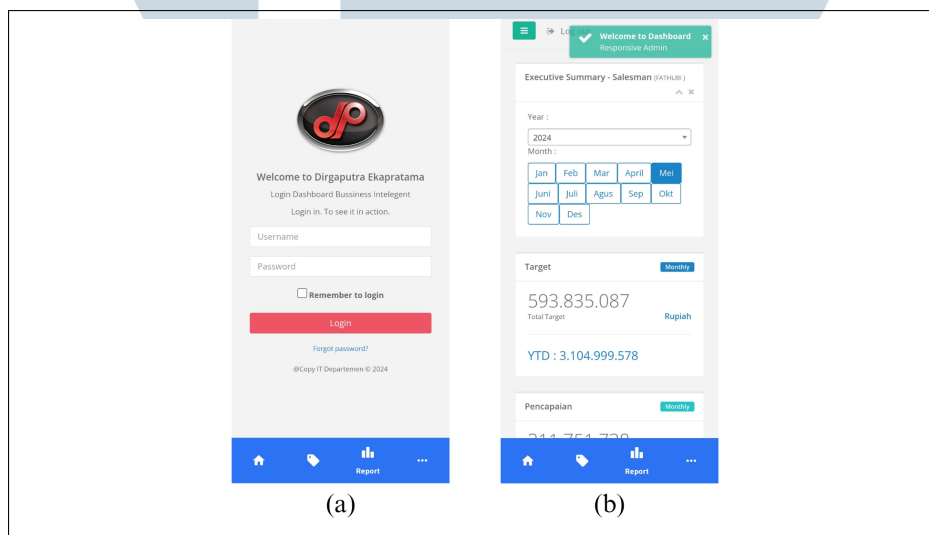 Welcome to Dirgaputra Ekapratama
Login Dashboard Bussiness Intelegent
Login in. To see it in action.
Username
Password
Remember to login
Login
Forgot password?
@Copy IT Departemen © 2024
Report
(a)
Log out
Welcome to Dashboard ×
Responsive Admin
Executive Summary - Salesman (FATHURI )
Year :
2024
Month :
Jan Feb Mar April Mei
Juni Juli Agus Sep Okt
Nov Des
Target Monthly
593.835.087
Total Target Rupiah
YTD : 3.104.999.578
Pencapaian Monthly
Report
(b)